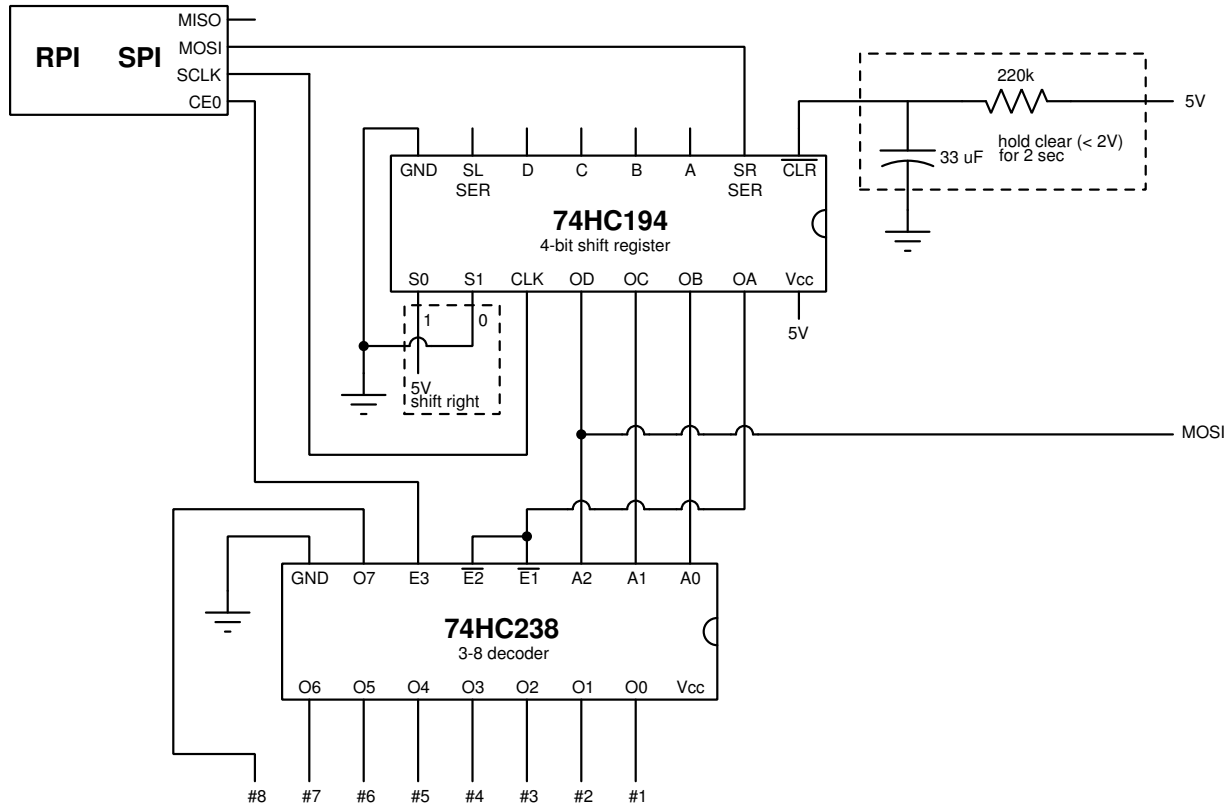 MISO
RPI SPI
MOSI
SCLK
CE0
220k
5V
33 uF
hold clear (< 2V)
for 2 sec
GND SL D C B A SR CLR
SER SER
74HC194
4-bit shift register
S0 S1 CLK OD OC OB OA Vcc
1 0
5V
5V
shift right
MOSI
GND O7 E3 E2 E1 A2 A1 A0
74HC238
3-8 decoder
O6 O5 O4 O3 O2 O1 O0 Vcc
#8 #7 #6 #5 #4 #3 #2 #1